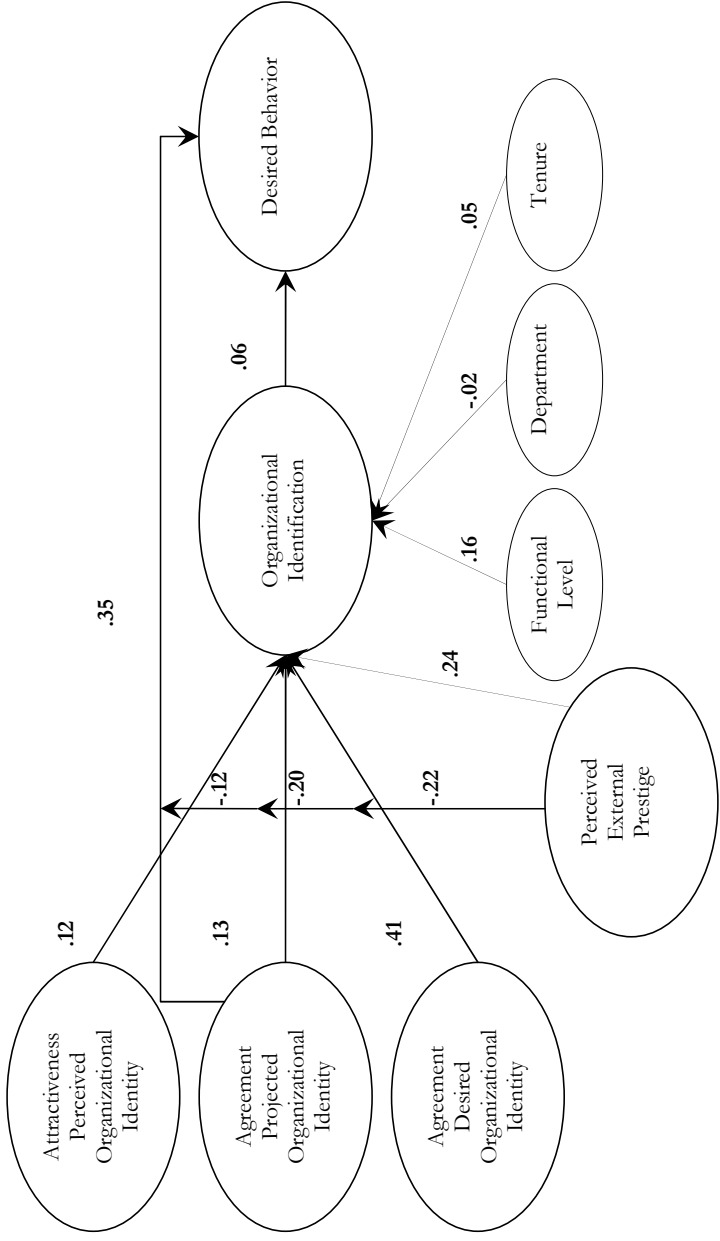 Attractiveness
Perceived
Organizational
Identity
Agreement
Projected
Organizational
Identity
Agreement
Desired
Organizational
Identity
.12
.13
.41
-.12
-.20
-.22
.35
Perceived
External
Prestige
.24
Organizational
Identification
.06
Desired Behavior
.16
-.02
.05
Functional
Level
Department
Tenure